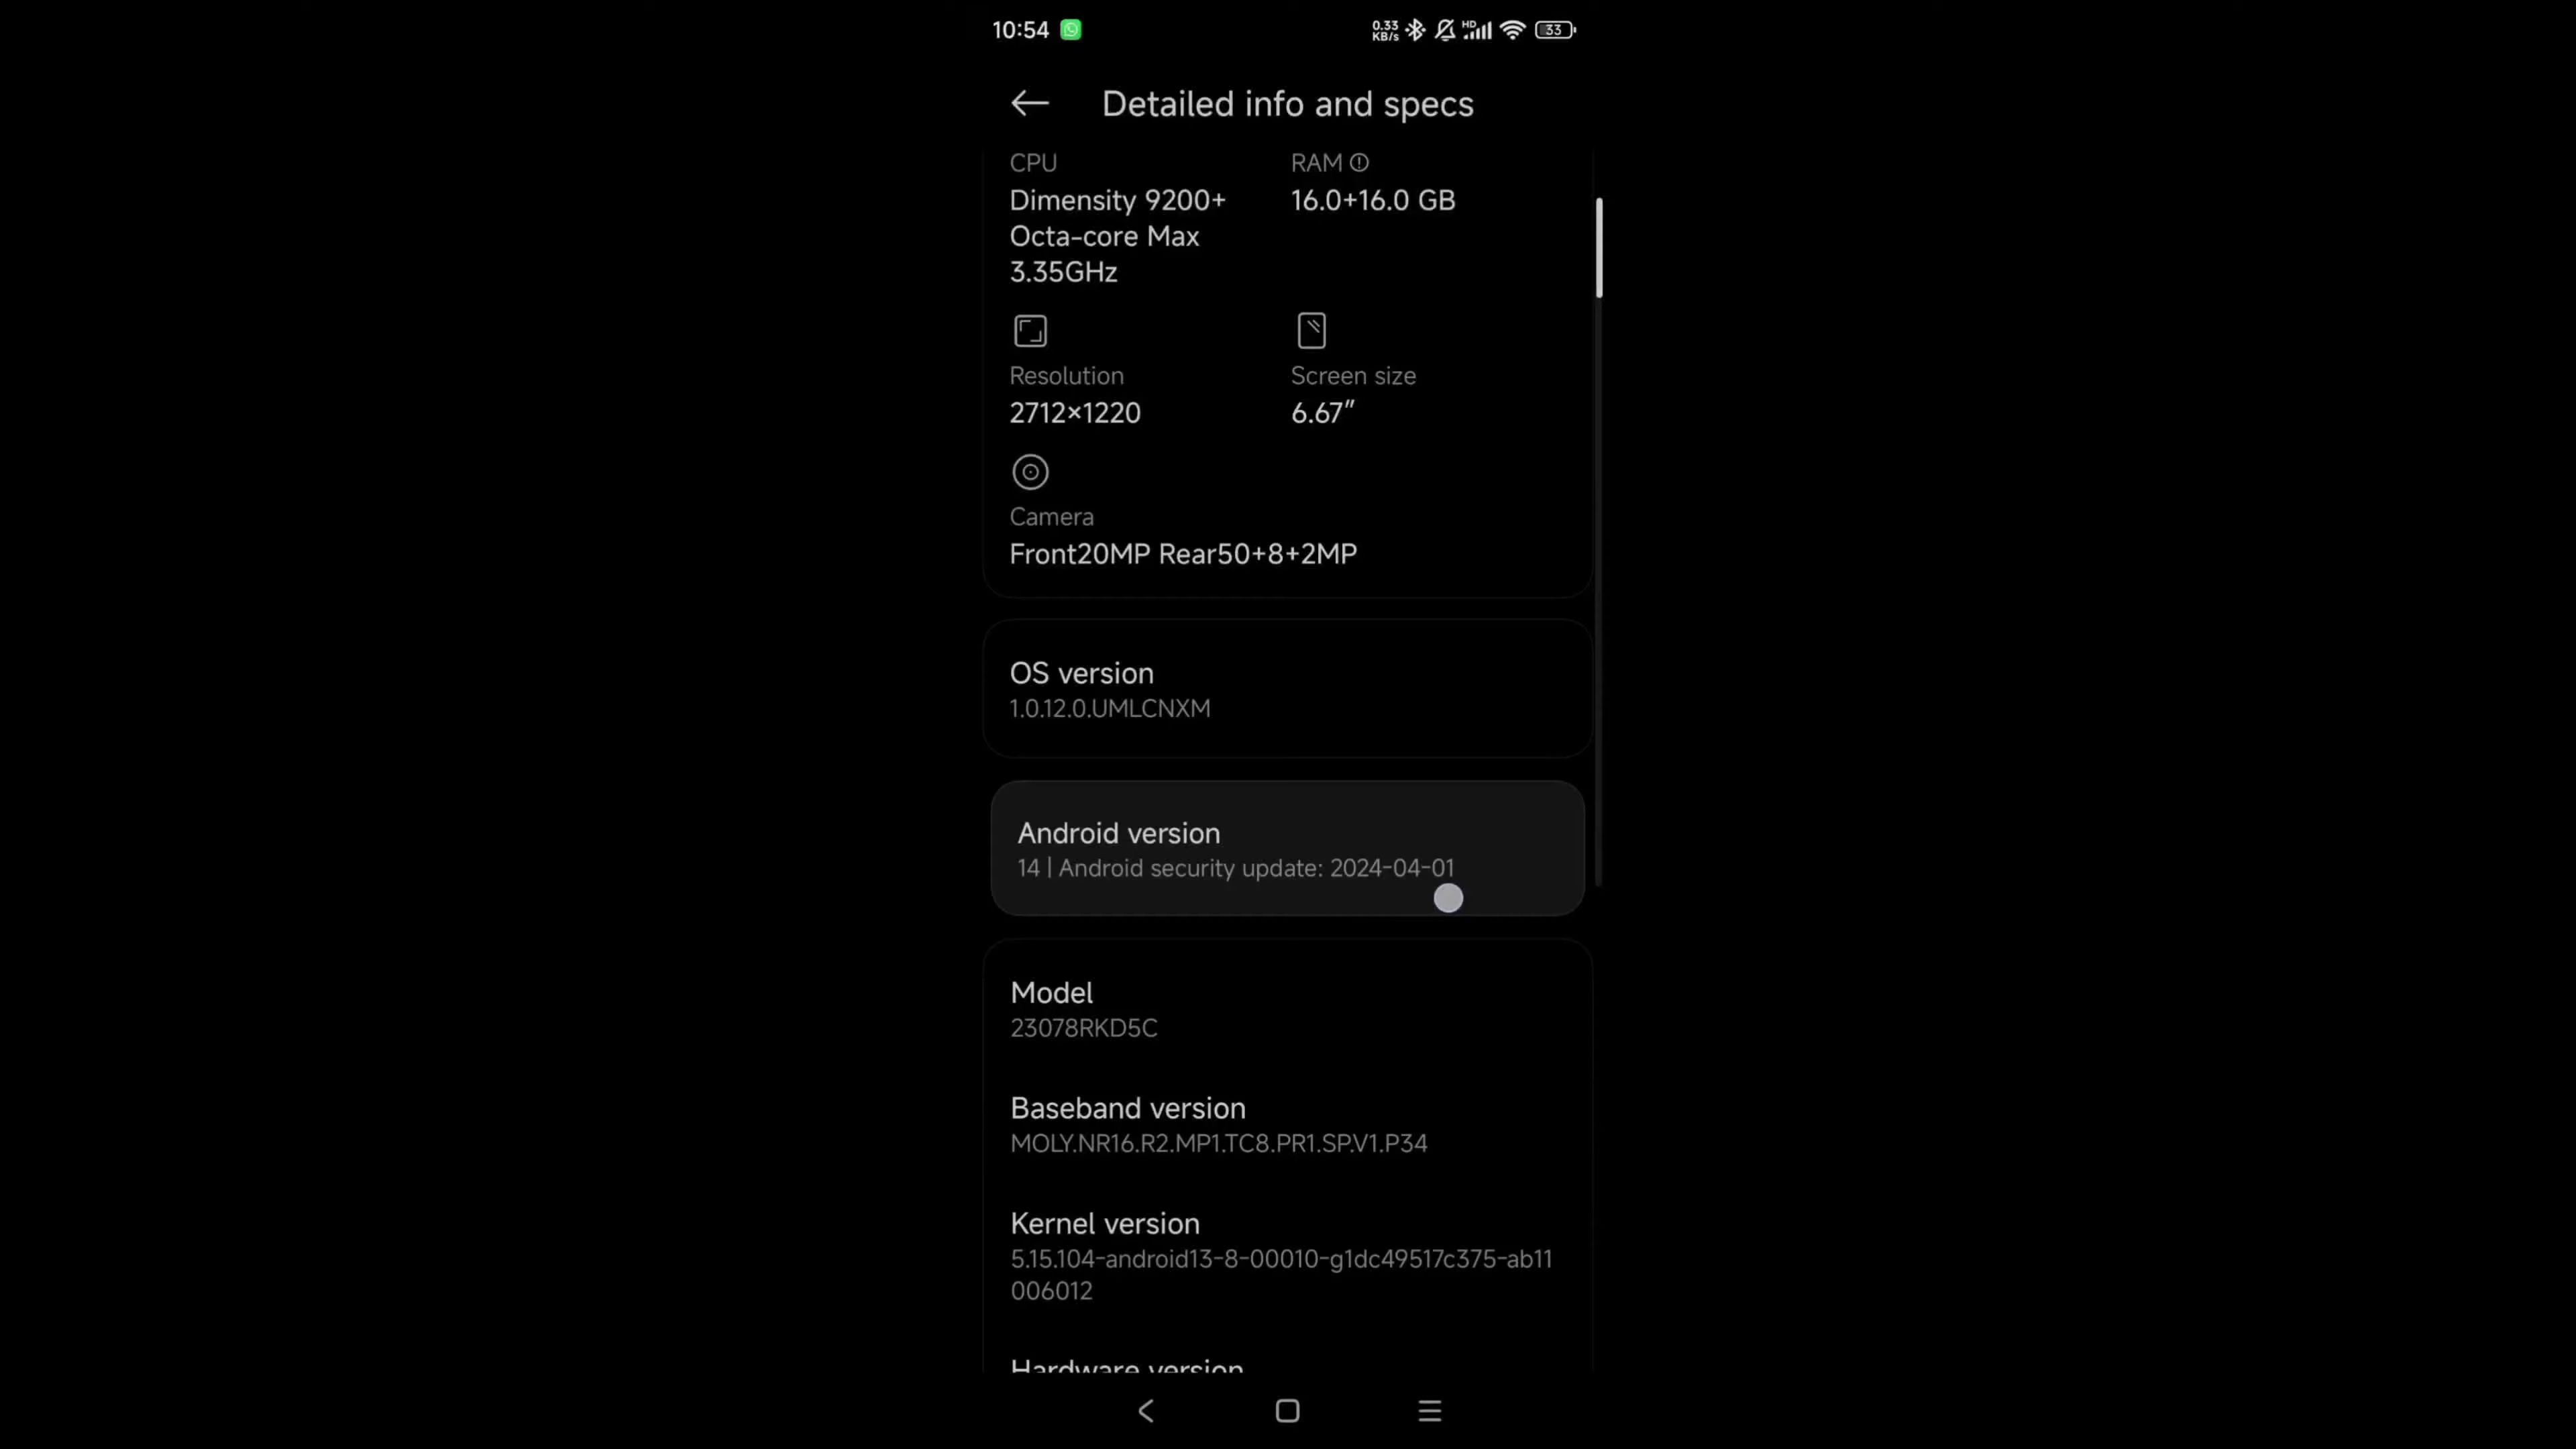 10:54
0.33
KB/s
HD
33
Detailed info and specs
CPU
RAM
Dimensity 9200+
Octa-core Max
3.35GHz
16.0+16.0 GB
Resolution
Screen size
2712×1220
6.67″
Camera
Front20MP Rear50+8+2MP
OS version
1.0.12.0.UMLCNXM
Android version
14 | Android security update: 2024-04-01
Model
23078RKD5C
Baseband version
MOLY.NR16.R2.MP1.TC8.PR1.SP.V1.P34
Kernel version
5.15.104-android13-8-00010-g1dc49517c375-ab11
006012
Hardware version